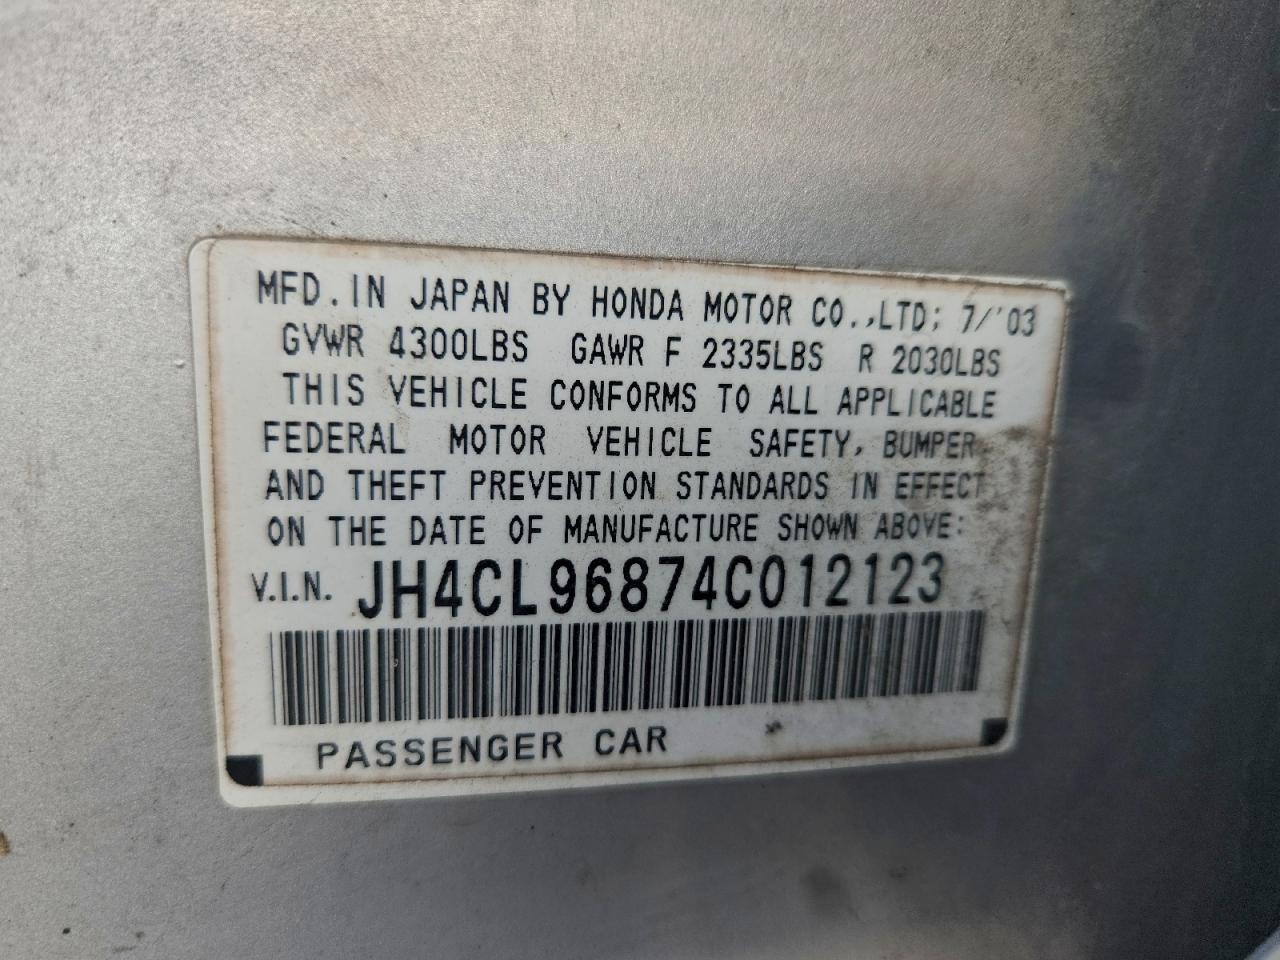 MFD. IN JAPAN BY HONDA MOTOR CO.,LTD; 7/'03
GVWR 4300LBS GAWR F 2335LBS R 2030LBS
THIS VEHICLE CONFORMS TO ALL APPLICABLE
FEDERAL MOTOR VEHICLE SAFETY, BUMPER,
AND THEFT PREVENTION STANDARDS IN EFFECT
ON THE DATE OF MANUFACTURE SHOWN ABOVE:
V.I.N. JH4CL96874C012123
PASSENGER CAR